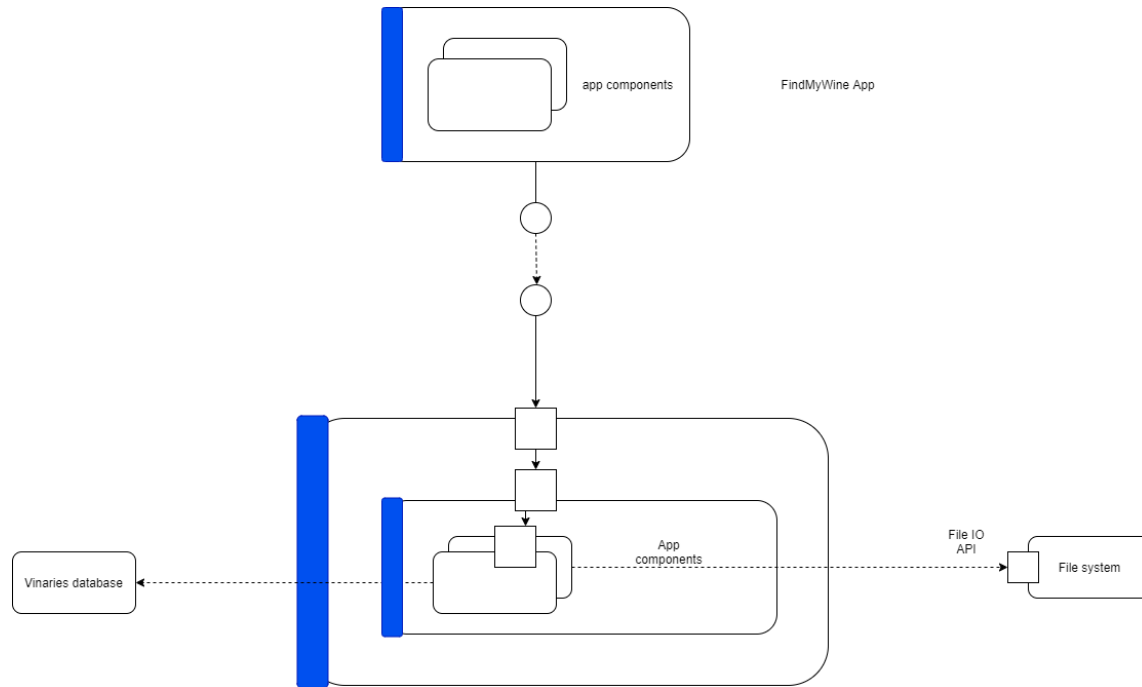 app components
FindMyWine App
App
components
File IO
API
Vinaries database
File system